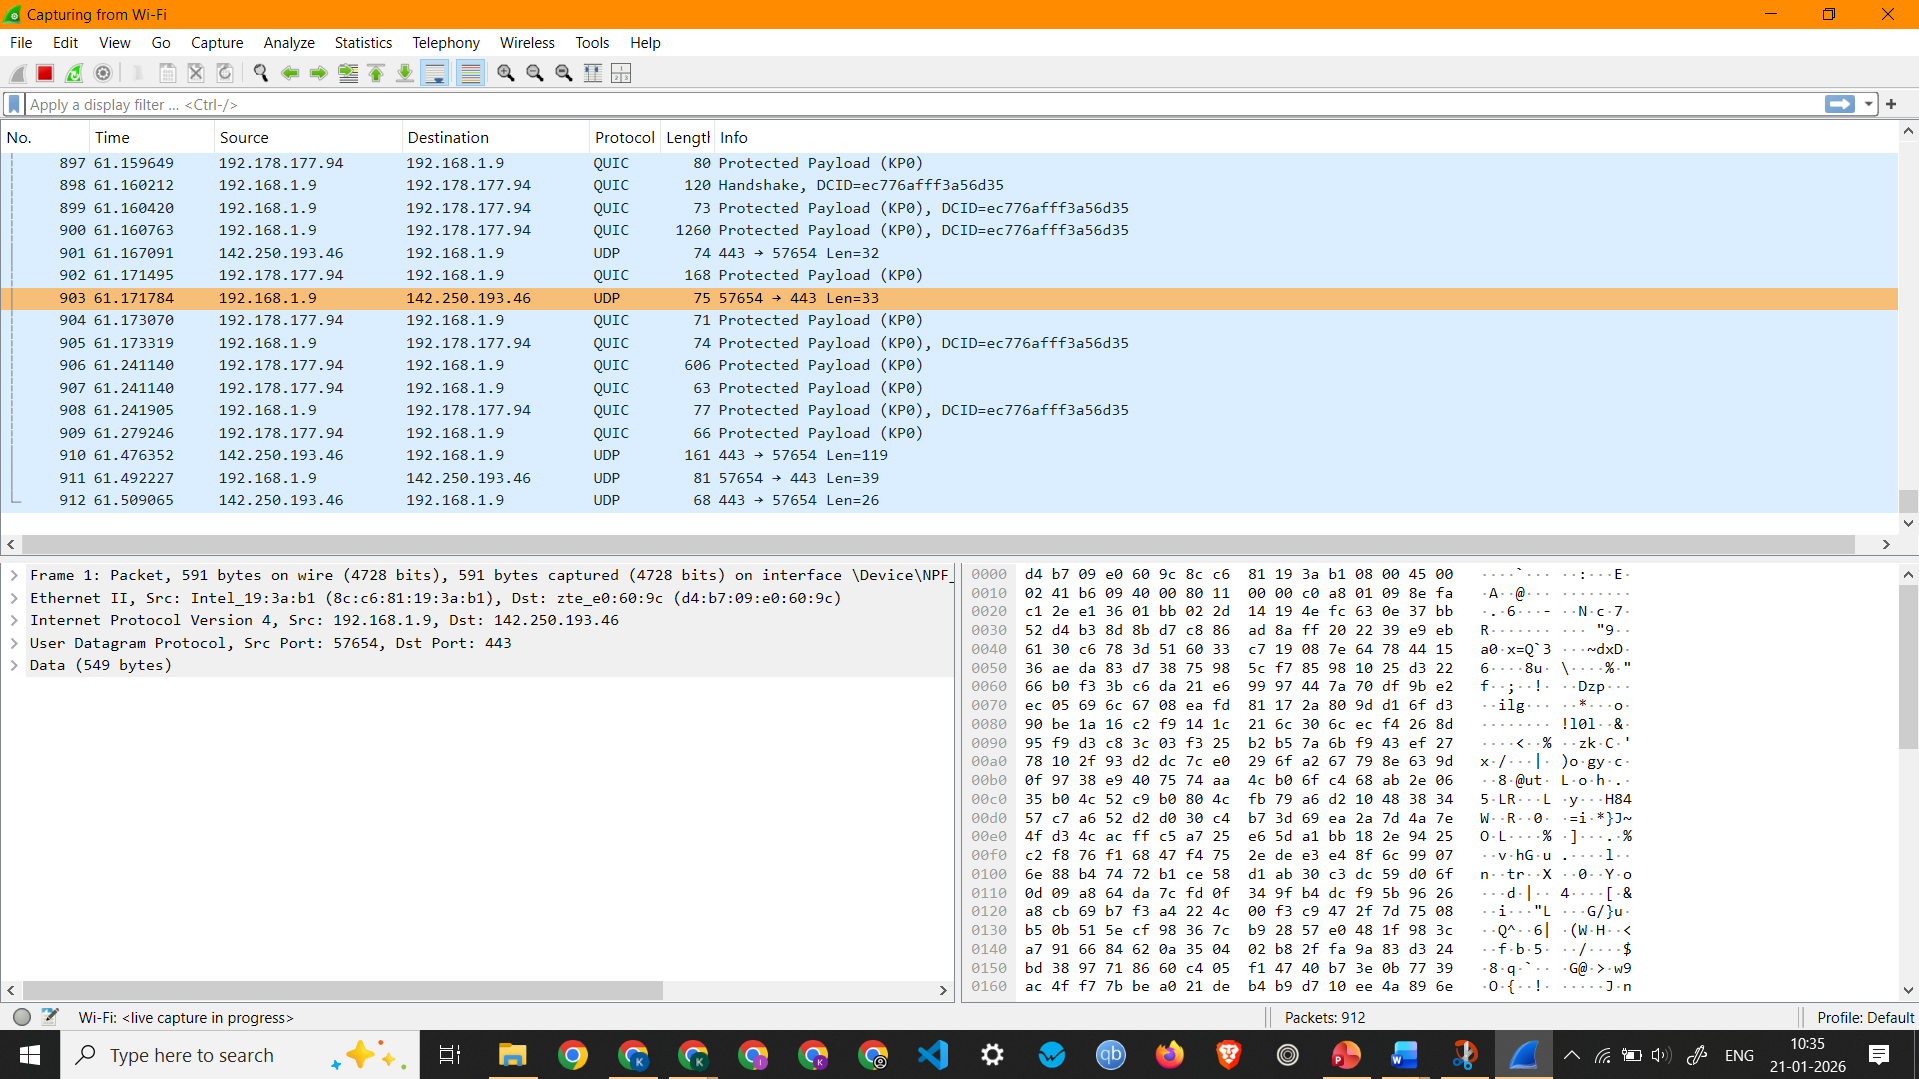 Capturing from Wi-Fi
File Edit View Go Capture Analyze Statistics Telephony Wireless Tools Help
Apply a display filter ... <Ctrl-/>
No. Time Source Destination Protocol Length Info
897 61.159649 192.178.177.94 192.168.1.9 QUIC 80 Protected Payload (KP0)
898 61.160212 192.168.1.9 192.178.177.94 QUIC 120 Handshake, DCID=ec776afff3a56d35
899 61.160420 192.168.1.9 192.178.177.94 QUIC 73 Protected Payload (KP0), DCID=ec776afff3a56d35
900 61.160763 192.168.1.9 192.178.177.94 QUIC 1260 Protected Payload (KP0), DCID=ec776afff3a56d35
901 61.167091 142.250.193.46 192.168.1.9 UDP 74 443 → 57654 Len=32
902 61.171495 192.178.177.94 192.168.1.9 QUIC 168 Protected Payload (KP0)
903 61.171784 192.168.1.9 142.250.193.46 UDP 75 57654 → 443 Len=33
904 61.173070 192.178.177.94 192.168.1.9 QUIC 71 Protected Payload (KP0)
905 61.173319 192.168.1.9 192.178.177.94 QUIC 74 Protected Payload (KP0), DCID=ec776afff3a56d35
906 61.241140 192.178.177.94 192.168.1.9 QUIC 606 Protected Payload (KP0)
907 61.241140 192.178.177.94 192.168.1.9 QUIC 63 Protected Payload (KP0)
908 61.241905 192.168.1.9 192.178.177.94 QUIC 77 Protected Payload (KP0), DCID=ec776afff3a56d35
909 61.279246 192.178.177.94 192.168.1.9 QUIC 66 Protected Payload (KP0)
910 61.476352 142.250.193.46 192.168.1.9 UDP 161 443 → 57654 Len=119
911 61.492227 192.168.1.9 142.250.193.46 UDP 81 57654 → 443 Len=39
912 61.509065 142.250.193.46 192.168.1.9 UDP 68 443 → 57654 Len=26
Frame 1: Packet, 591 bytes on wire (4728 bits), 591 bytes captured (4728 bits) on interface \Device\NPF_
Ethernet II, Src: Intel_19:3a:b1 (8c:c6:81:19:3a:b1), Dst: zte_e0:60:9c (d4:b7:09:e0:60:9c)
Internet Protocol Version 4, Src: 192.168.1.9, Dst: 142.250.193.46
User Datagram Protocol, Src Port: 57654, Dst Port: 443
Data (549 bytes)
0000 d4 b7 09 e0 60 9c 8c c6 81 19 3a b1 08 00 45 00 ····`··· ··:···E·
0010 02 41 b6 09 40 00 80 11 00 00 c0 a8 01 09 8e fa ·A··@··· ········
0020 c1 2e e1 36 01 bb 02 2d 14 19 4e fc 63 0e 37 bb ·.·6···- ··N·c·7·
0030 52 d4 b3 8d 8b d7 c8 86 ad 8a ff 20 22 39 e9 eb R······· ··· "9··
0040 61 30 c6 78 3d 51 60 33 c7 19 08 7e 64 78 44 15 a0·x=Q`3 ···~dxD·
0050 36 ae da 83 d7 38 75 98 5c f7 85 98 10 25 d3 22 6····8u· \····%·"
0060 66 b0 f3 3b c6 da 21 e6 99 97 44 7a 70 df 9b e2 f··;··!· ··Dzp···
0070 ec 05 69 6c 67 08 ea fd 81 17 2a 80 9d d1 6f d3 ··ilg··· ··*···o·
0080 90 be 1a 16 c2 f9 14 1c 21 6c 30 6c ec f4 26 8d ········ !l0l··&·
0090 95 f9 d3 c8 3c 03 f3 25 b2 b5 7a 6b f9 43 ef 27 ····<··% ··zk·C·'
00a0 78 10 2f 93 d2 dc 7c e0 29 6f a2 67 79 8e 63 9d x·/···|· )o·gy·c·
00b0 0f 97 38 e9 40 75 74 aa 4c b0 6f c4 68 ab 2e 06 ··8·@ut· L·o·h·.·
00c0 35 b0 4c 52 c9 b0 80 4c fb 79 a6 d2 10 48 38 34 5·LR···L ·y···H84
00d0 57 c7 a6 52 d2 d0 30 c4 b7 3d 69 ea 2a 7d 4a 7e W··R··0· ·=i·*}J~
00e0 4f d3 4c ac ff c5 a7 25 e6 5d a1 bb 18 2e 94 25 O·L····% ·]···.·%
00f0 c2 f8 76 f1 68 47 f4 75 2e de e3 e4 8f 6c 99 07 ··v·hG·u .····l··
0100 6e 88 b4 74 72 b1 ce 58 d1 ab 30 c3 dc 59 d0 6f n··tr··X ··0··Y·o
0110 0d 09 a8 64 da 7c fd 0f 34 9f b4 dc f9 5b 96 26 ···d·|·· 4····[·&
0120 a8 cb 69 b7 f3 a4 22 4c 00 f3 c9 47 2f 7d 75 08 ··i···"L ···G/}u·
0130 b5 0b 51 5e cf 98 36 7c b9 28 57 e0 48 1f 98 3c ··Q^··6| ·(W·H··<
0140 a7 91 66 84 62 0a 35 04 02 b8 2f fa 9a 83 d3 24 ··f·b·5· ··/····$
0150 bd 38 97 71 86 60 c4 05 f1 47 40 b7 3e 0b 77 39 ·8·q·`·· ·G@·>·w9
0160 ac 4f f7 7b be a0 21 de b4 b9 d7 10 ee 4a 89 6e ·O·{··!· ·····J·n
Wi-Fi: <live capture in progress> Packets: 912 Profile: Default
Type here to search
ENG
10:35
21-01-2026